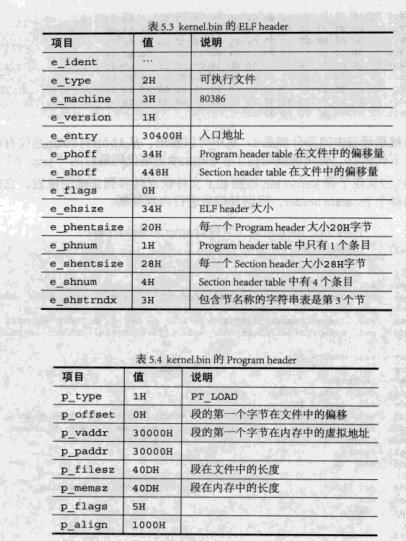 表 5.3 kernel.bin 的 ELF header
项目 值 说明
e_ident ...
e_type 2H 可执行文件
e_machine 3H 80386
e_version 1H
e_entry 30400H 入口地址
e_phoff 34H Program header table 在文件中的偏移量
e_shoff 448H Section header table 在文件中的偏移量
e_flags 0H
e_ehsize 34H ELF header 大小
e_phentsize 20H 每一个 Program header 大小20H字节
e_phnum 1H Program header table 中只有 1 个条目
e_shentsize 28H 每一个 Section header 大小28H字节
e_shnum 4H Section header table 中有 4 个条目
e_shstrndx 3H 包含节名称的字符串表是第 3 个节
表 5.4 kernel.bin 的 Program header
项目 值 说明
p_type 1H PT_LOAD
p_offset 0H 段的第一个字节在文件中的偏移
p_vaddr 30000H 段的第一个字节在内存中的虚拟地址
p_paddr 30000H
p_filesz 40DH 段在文件中的长度
p_memsz 40DH 段在内存中的长度
p_flags 5H
p_align 1000H